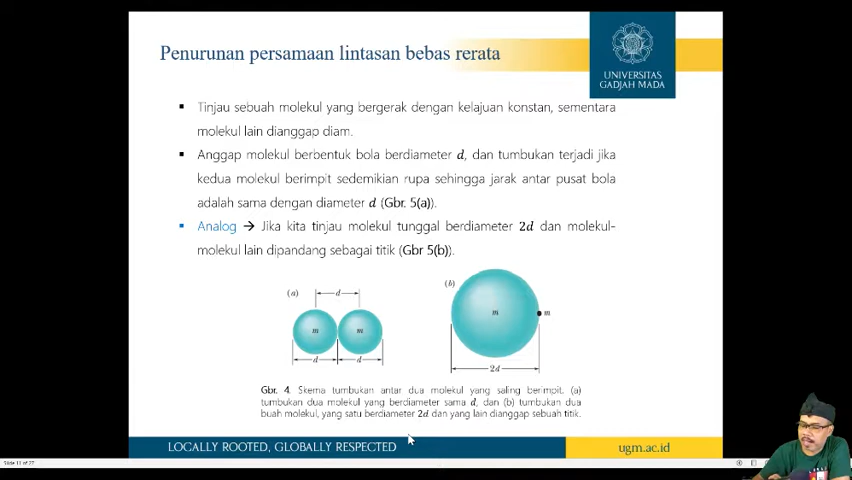 Penurunan persamaan lintasan bebas rerata
UNIVERSITAS
GADJAH MADA
▪ Tinjau sebuah molekul yang bergerak dengan kelajuan konstan, sementara
molekul lain dianggap diam.
▪ Anggap molekul berbentuk bola berdiameter d, dan tumbukan terjadi jika
kedua molekul berimpit sedemikian rupa sehingga jarak antar pusat bola
adalah sama dengan diameter d (Gbr. 5(a)).
▪ Analog → Jika kita tinjau molekul tunggal berdiameter 2d dan molekul-
molekul lain dipandang sebagai titik (Gbr 5(b)).
(a) d
m m
d d
(b)
m m
2d
Gbr. 4. Skema tumbukan antar dua molekul yang saling berimpit. (a)
tumbukan dua molekul yang berdiameter sama d, dan (b) tumbukan dua
buah molekul, yang satu berdiameter 2d dan yang lain dianggap sebuah titik.
LOCALLY ROOTED, GLOBALLY RESPECTED
ugm.ac.id
Slide 11 of 27